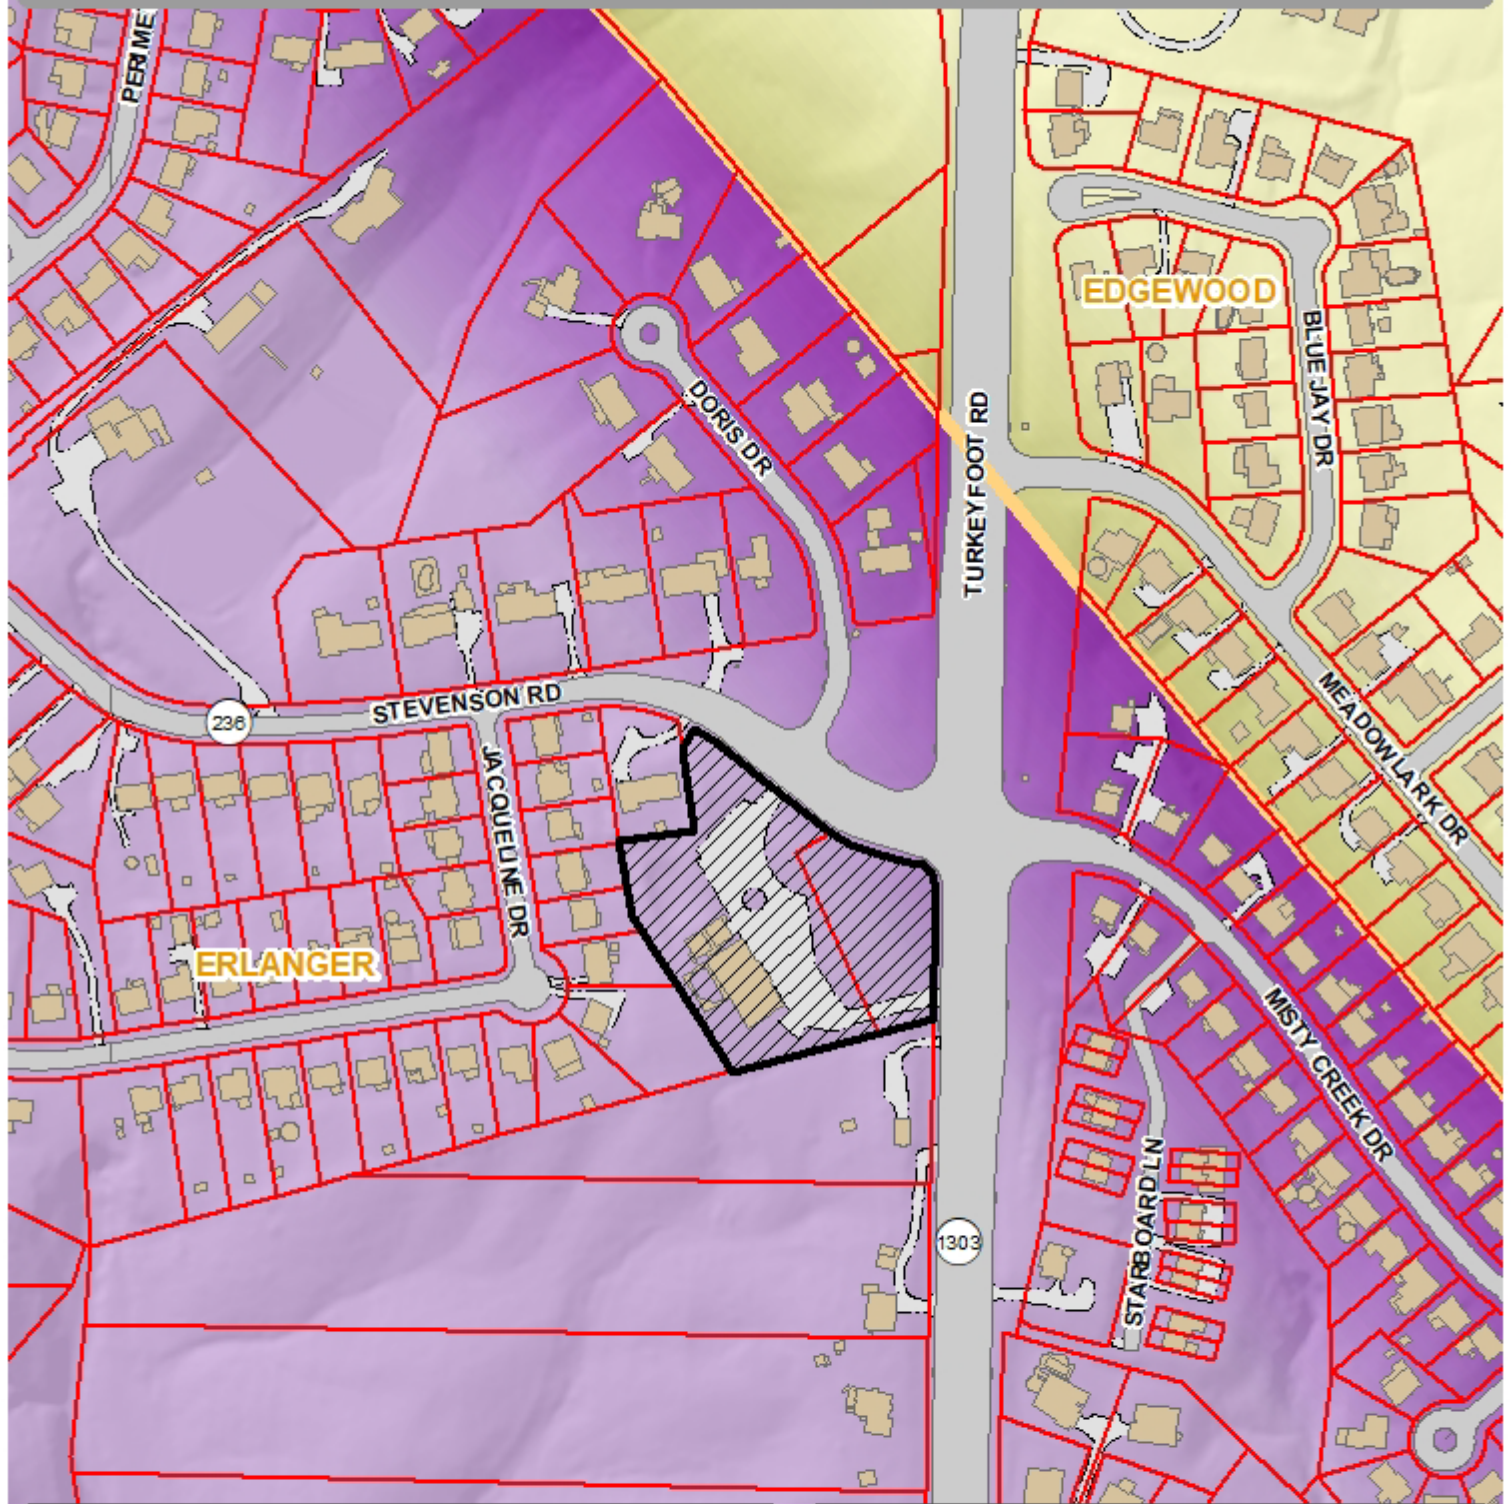 PERIME
EDGEWOOD
BLUE JAY DR
DORIS DR
TURKEYFOOT RD
STEVENSON RD
236
MEADOWLARK DR
JACQUELINE DR
ERLANGER
MISTY CREEK DR
STARBOARD LN
1303